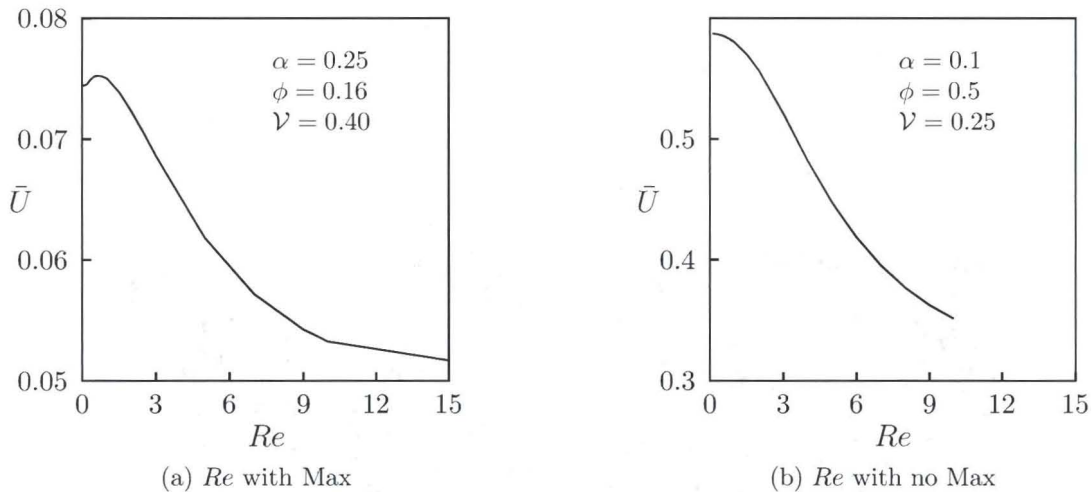 0.08
0.07
0.06
0.05
Ū
α = 0.25
ϕ = 0.16
𝒱 = 0.40
0 3 6 9 12 15
Re
(a) Re with Max
0.5
0.4
0.3
Ū
α = 0.1
ϕ = 0.5
𝒱 = 0.25
0 3 6 9 12 15
Re
(b) Re with no Max